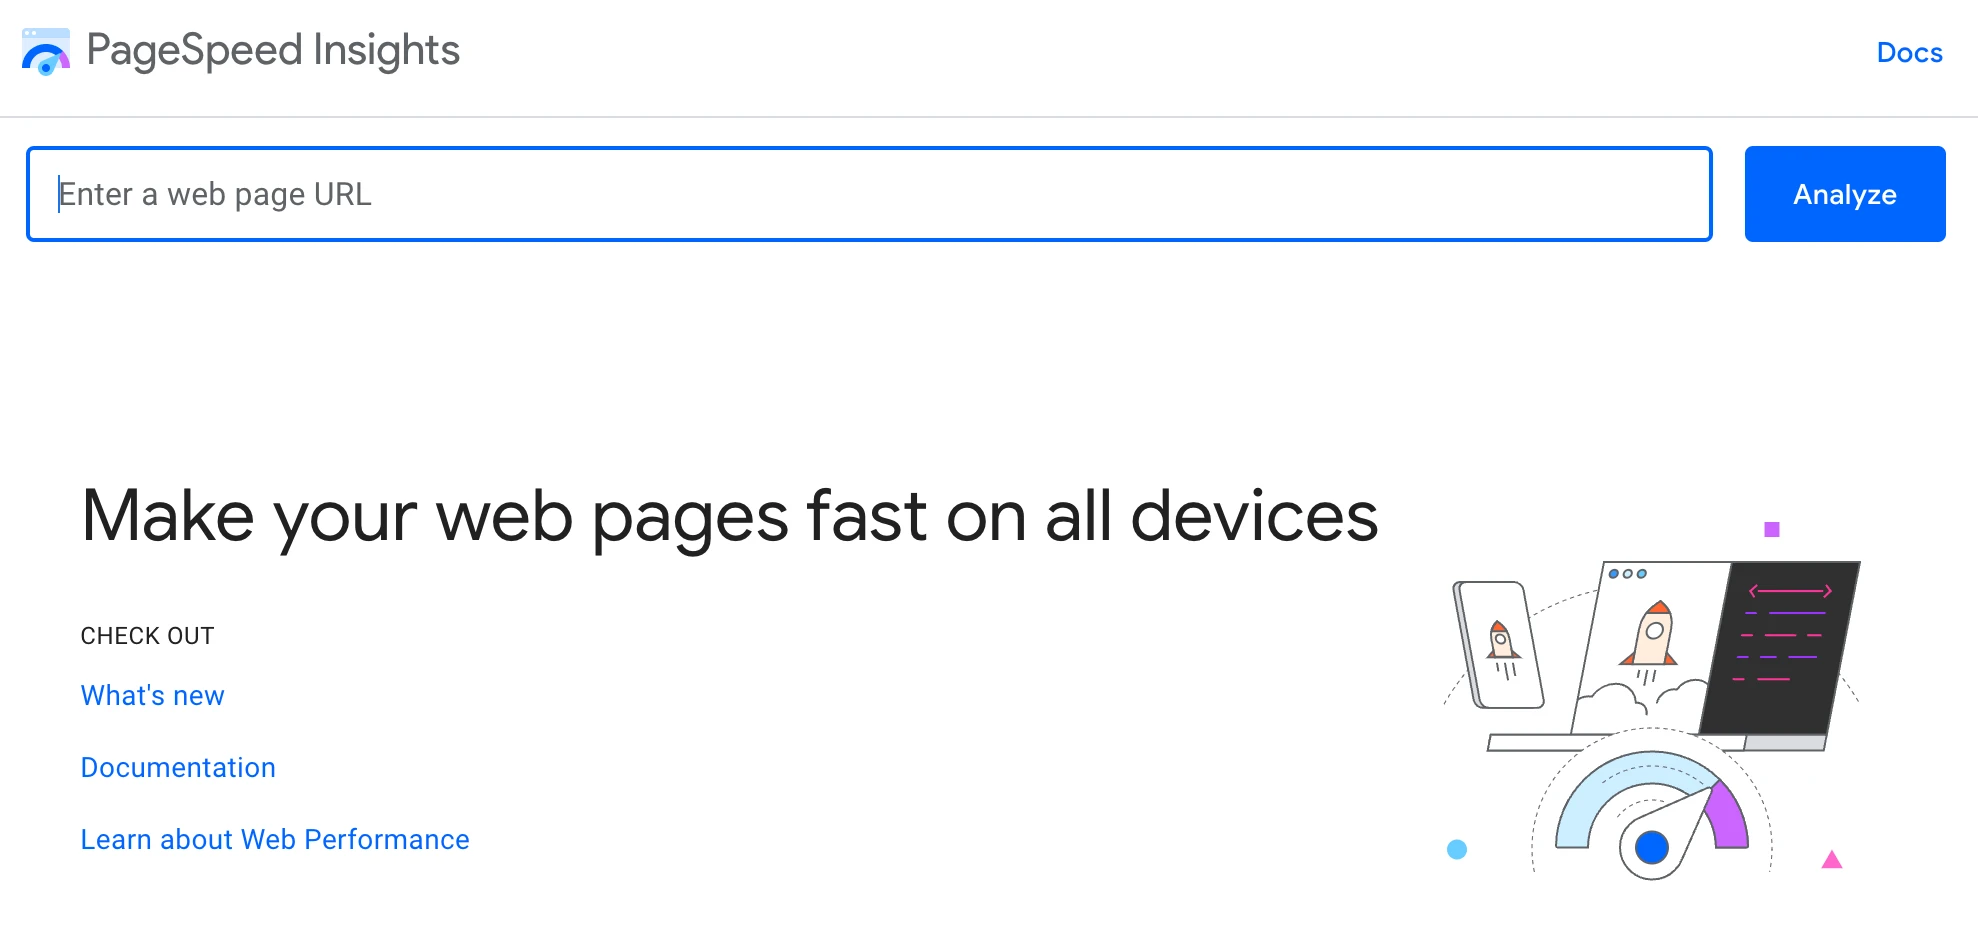 PageSpeed Insights
Docs
Enter a web page URL
Analyze
Make your web pages fast on all devices
CHECK OUT
What's new
Documentation
Learn about Web Performance